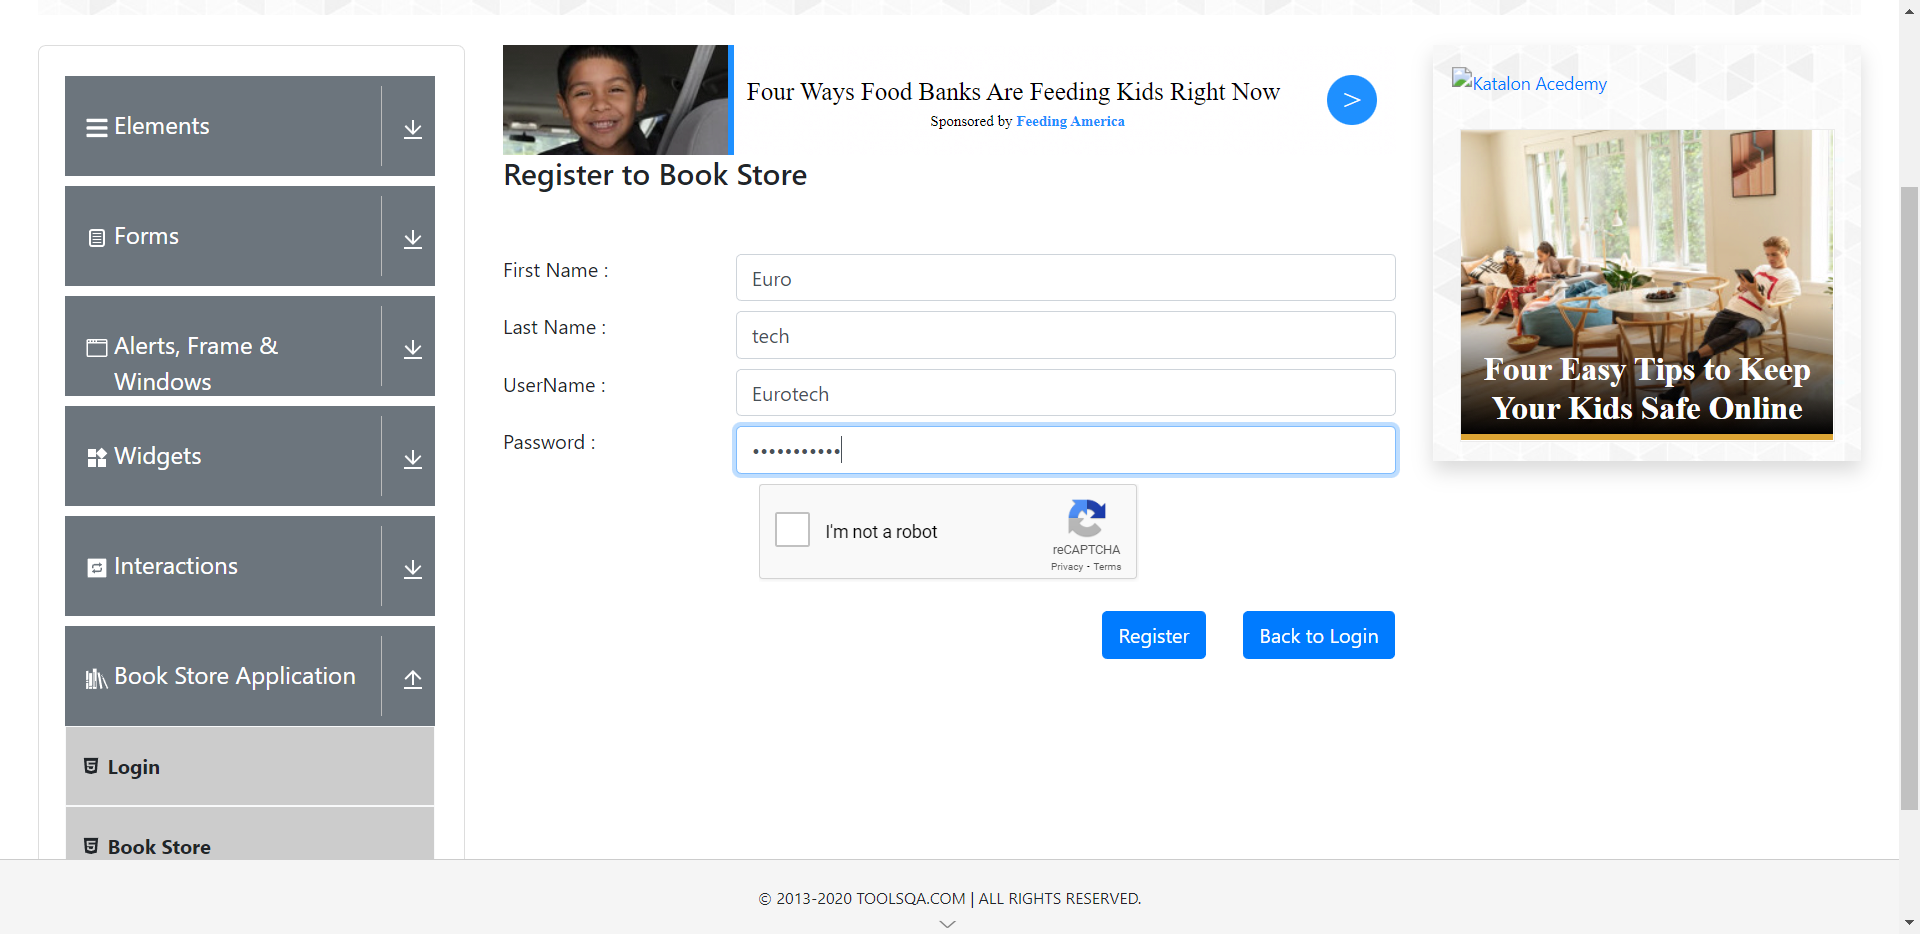 Elements
Forms
Alerts, Frame &
Windows
Widgets
Interactions
Book Store Application
Login
Book Store
Four Ways Food Banks Are Feeding Kids Right Now
Sponsored by Feeding America
>
Register to Book Store
First Name :
Euro
Last Name :
tech
UserName :
Eurotech
Password :
•••••••••••
I'm not a robot
reCAPTCHA
Privacy - Terms
Register
Back to Login
Katalon Acedemy
Four Easy Tips to Keep
Your Kids Safe Online
© 2013-2020 TOOLSQA.COM | ALL RIGHTS RESERVED.